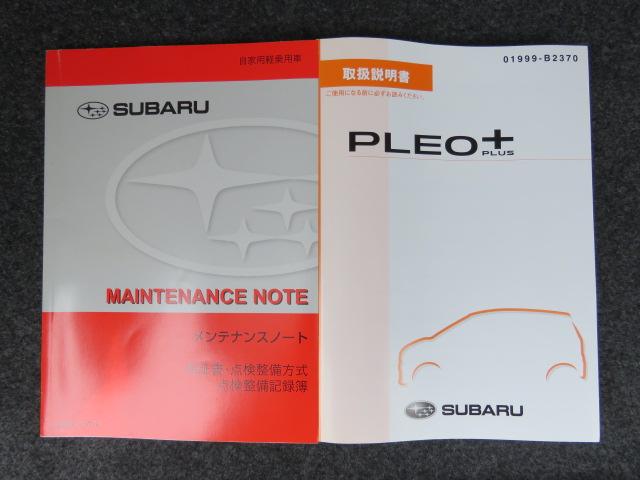 自家用軽乗用車
SUBARU
MAINTENANCE NOTE
メンテナンスノート
保証書・点検整備方式
点検整備記録簿
取扱説明書
ご使用になる前に必ずお読みください。
01999-B2370
PLEO+
PLUS
SUBARU